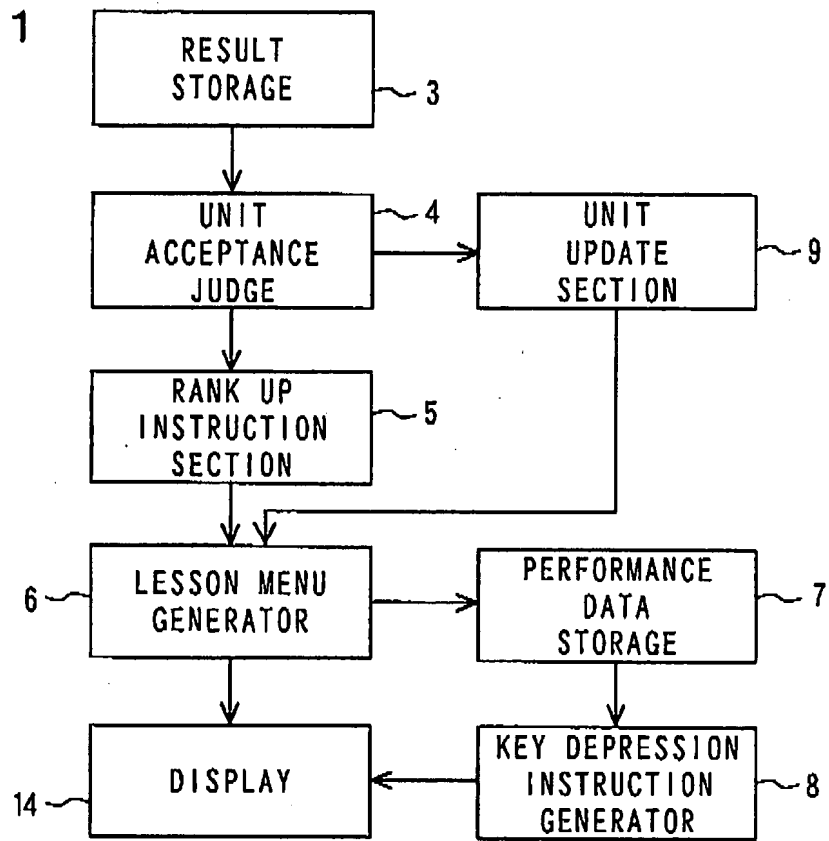 1
RESULT
STORAGE
3
UNIT
ACCEPTANCE
JUDGE
4
UNIT
UPDATE
SECTION
9
RANK UP
INSTRUCTION
SECTION
5
6
LESSON MENU
GENERATOR
PERFORMANCE
DATA
STORAGE
7
14
DISPLAY
KEY DEPRESSION
INSTRUCTION
GENERATOR
8